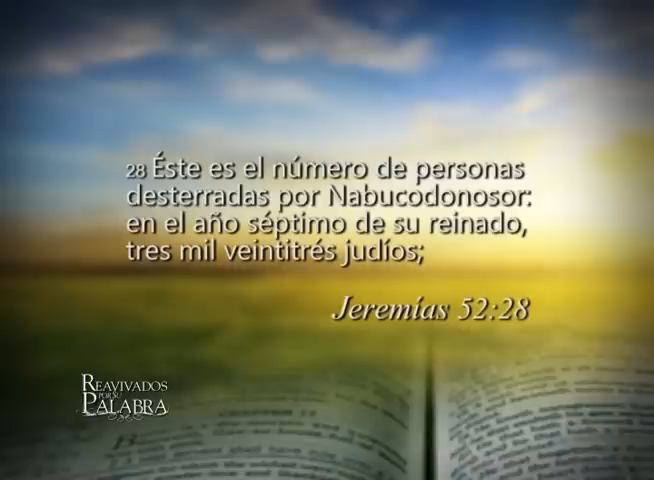 28 Éste es el número de personas
desterradas por Nabucodonosor:
en el año séptimo de su reinado,
tres mil veintitrés judíos;
Jeremías 52:28
REAVIVADOS
POR SU
PALABRA